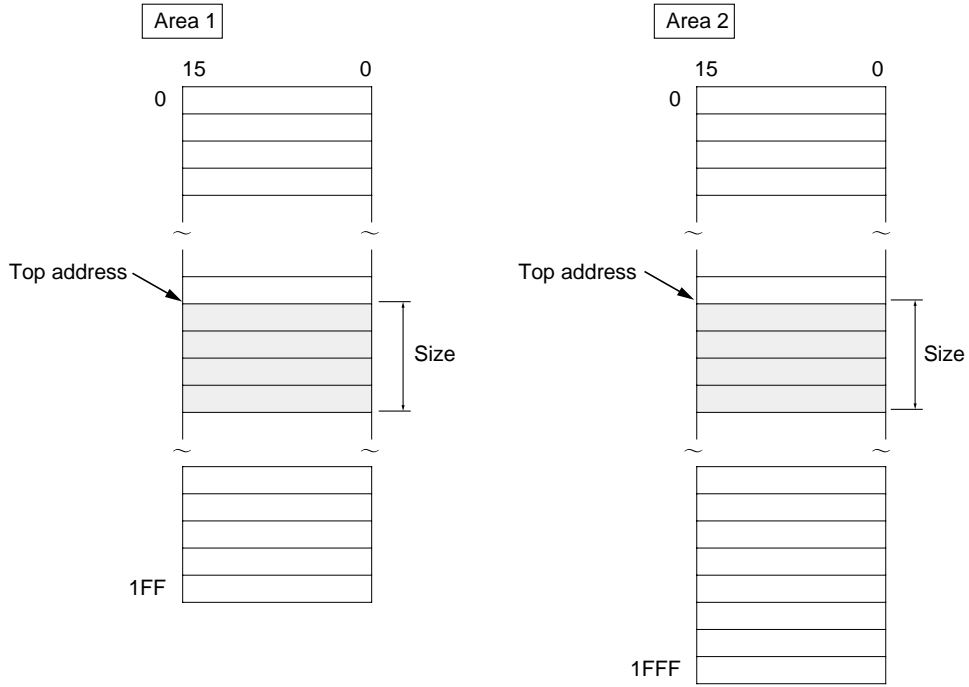 Area 1
15 0
0
~ ~
Top address
Size
~ ~
1FF
Area 2
15 0
0
~ ~
Top address
Size
~ ~
1FFF